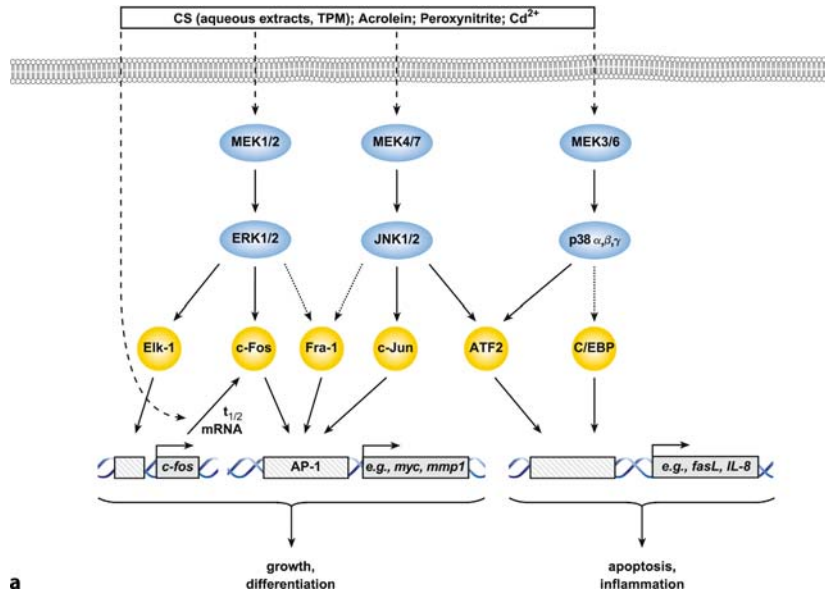 CS (aqueous extracts, TPM); Acrolein; Peroxynitrite; Cd2+
MEK1/2 MEK4/7 MEK3/6
ERK1/2 JNK1/2 p38 α,β,γ
Elk-1 c-Fos Fra-1 c-Jun ATF2 C/EBP
t1/2
mRNA
c-fos AP-1 e.g., myc, mmp1 e.g., fasL, IL-8
growth,
differentiation
apoptosis,
inflammation
a